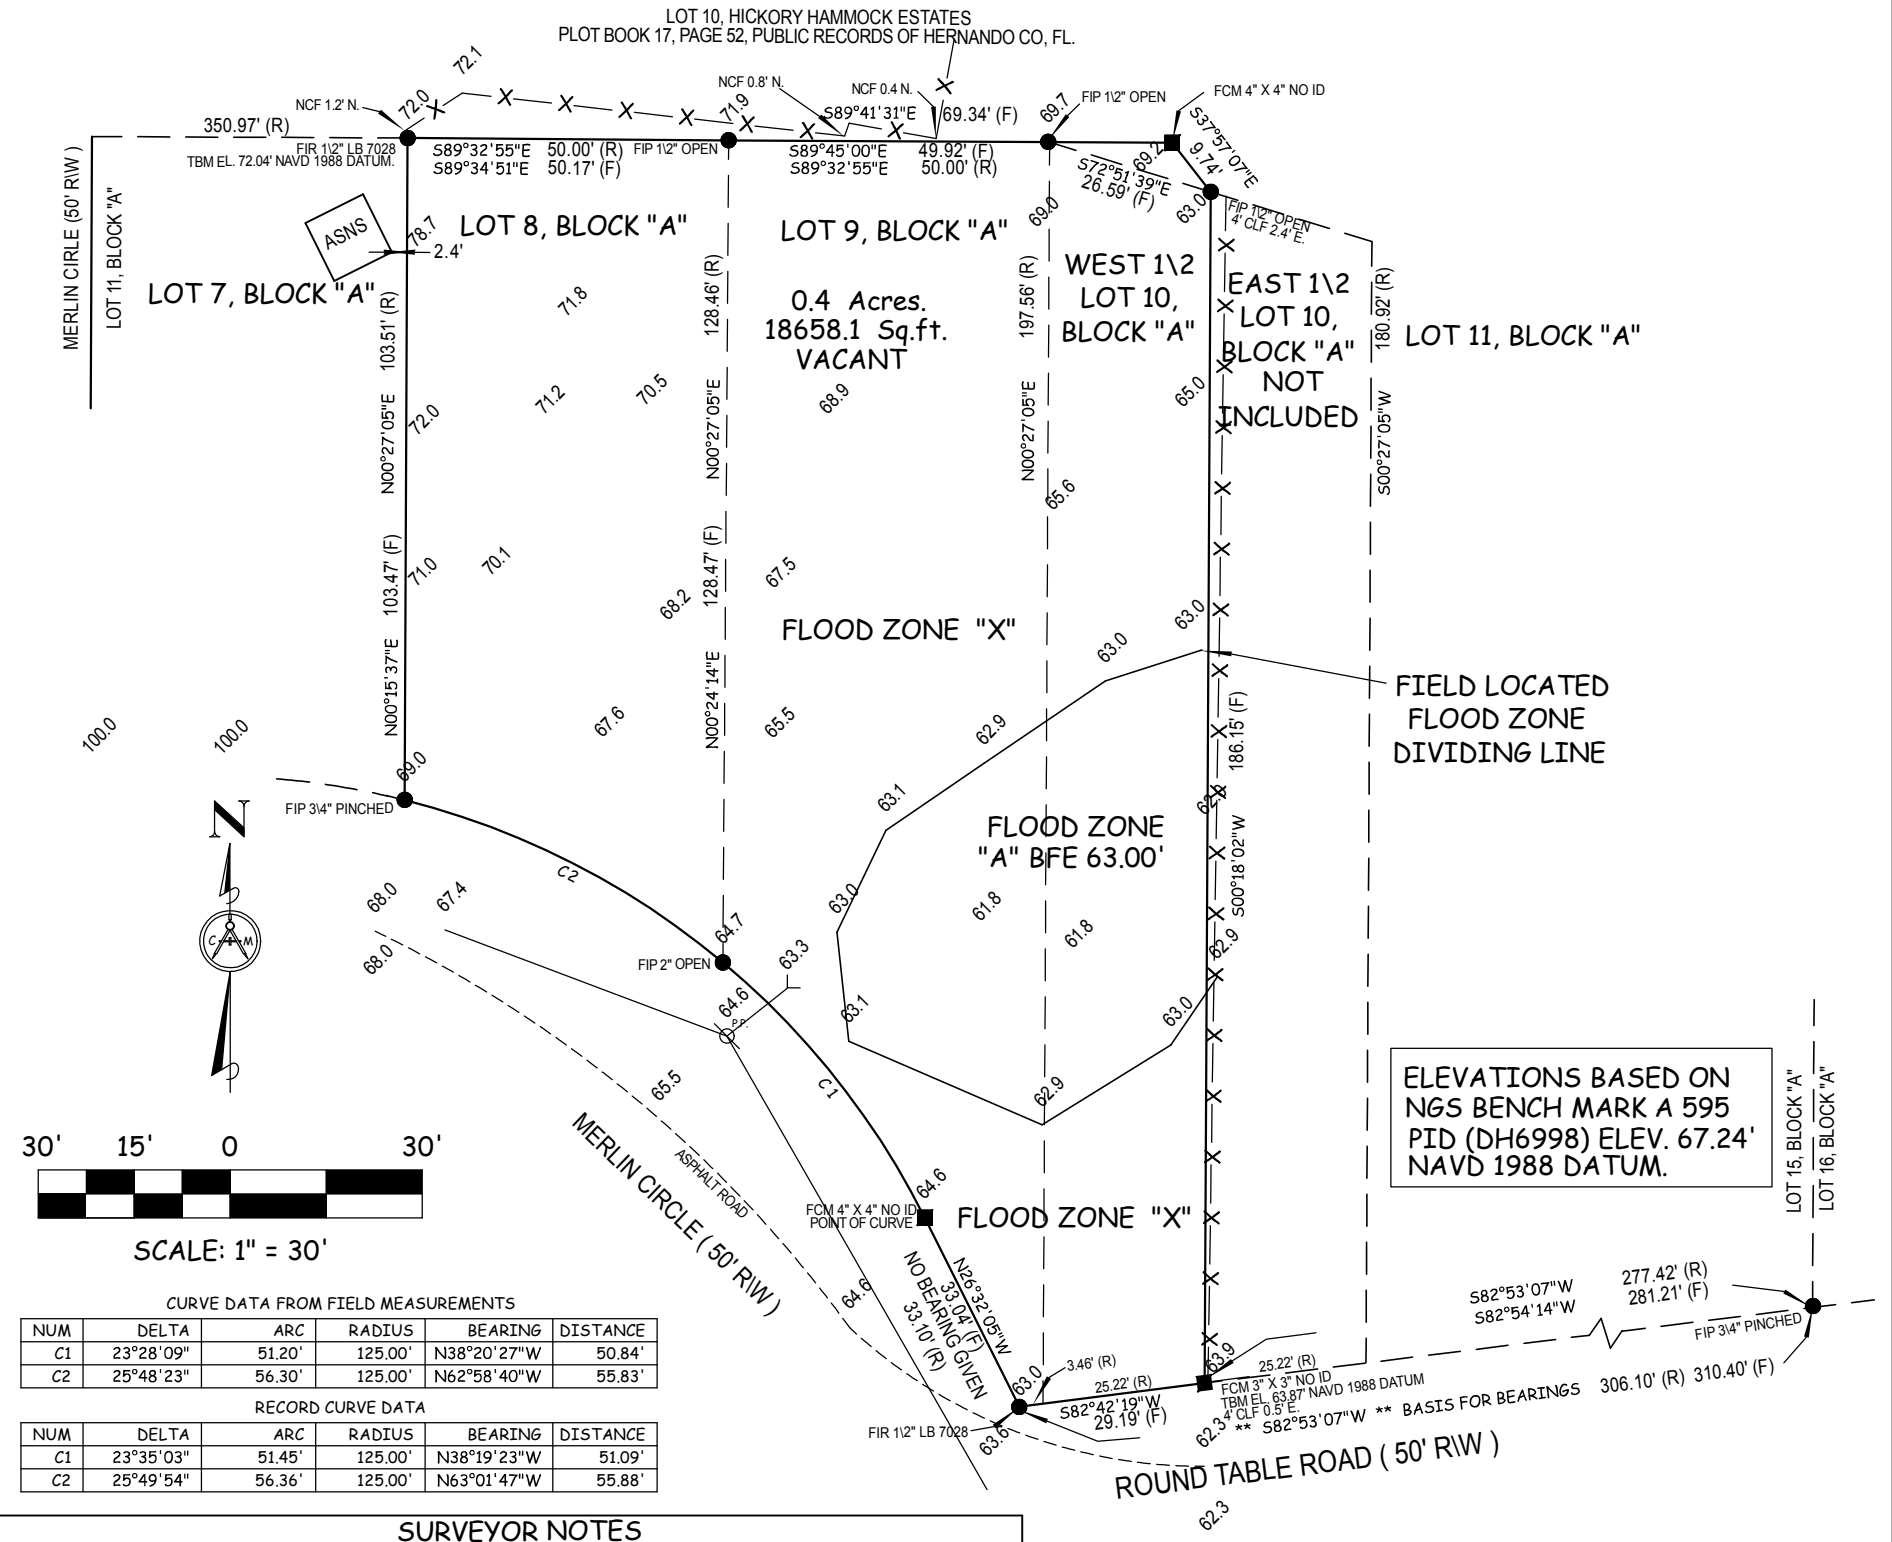 LOT 10, HICKORY HAMMOCK ESTATES
PLOT BOOK 17, PAGE 52, PUBLIC RECORDS OF HERNANDO CO, FL.
72.1
NCF 1.2' N.
72.0
NCF 0.8' N.
71.9
NCF 0.4 N.
S89°41'31"E
69.34' (F)
69.7
FIP 1\2" OPEN
FCM 4" X 4" NO ID
350.97' (R)
FIR 1\2" LB 7028
TBM EL. 72.04' NAVD 1988 DATUM.
S89°32'55"E 50.00' (R)
S89°34'51"E 50.17' (F)
FIP 1\2" OPEN
S89°45'00"E 49.92' (F)
S89°32'55"E 50.00' (R)
S72°51'39"E
26.59' (F)
69.2
S37°57'07"E
9.74'
63.0
FIP 1\2" OPEN
4' CLF 2.4' E.
MERLIN CIRLE (50' R\W )
LOT 11, BLOCK "A"
ASNS
78.7
2.4'
LOT 7, BLOCK "A"
LOT 8, BLOCK "A"
LOT 9, BLOCK "A"
69.0
WEST 1\2
LOT 10,
BLOCK "A"
EAST 1\2
LOT 10,
BLOCK "A"
NOT
INCLUDED
LOT 11, BLOCK "A"
0.4 Acres.
18658.1 Sq.ft.
VACANT
N00°27'05"E 103.51' (R)
N00°15'37"E 103.47' (F)
N00°27'05"E 128.46' (R)
N00°24'14"E 128.47' (F)
N00°27'05"E 197.56' (R)
S00°27'05"W 180.92' (R)
S00°18'02"W 186.15' (F)
71.8
71.2
70.5
68.9
65.0
72.0
65.6
71.0
70.1
68.2
67.5
63.0
63.0
FLOOD ZONE "X"
FIELD LOCATED
FLOOD ZONE
DIVIDING LINE
100.0
100.0
67.6
65.5
62.9
69.0
63.1
FIP 3\4" PINCHED
N
C M
FLOOD ZONE
"A" BFE 63.00'
C2
68.0
67.4
63.0
61.8
61.8
62.9
68.0
64.7
FIP 2" OPEN
63.3
64.6
P.P.
63.1
63.0
65.5
C1
62.9
ELEVATIONS BASED ON
NGS BENCH MARK A 595
PID (DH6998) ELEV. 67.24'
NAVD 1988 DATUM.
LOT 15, BLOCK "A"
LOT 16, BLOCK "A"
30' 15' 0 30'
SCALE: 1" = 30'
MERLIN CIRCLE ( 50' R\W )
ASPHALT ROAD
64.6
FCM 4" X 4" NO ID
POINT OF CURVE
FLOOD ZONE "X"
64.6
N26°32'05"W
33.04' (F)
NO BEARING GIVEN
33.10' (R)
S82°53'07"W 277.42' (R)
S82°54'14"W 281.21' (F)
FIP 3\4" PINCHED
306.10' (R) 310.40' (F)
63.0
3.46' (R)
25.22' (R)
S82°42'19"W
29.19' (F)
63.9
25.22' (R)
FCM 3" X 3" NO ID
TBM EL. 63.87' NAVD 1988 DATUM
4' CLF 0.5' E.
** S82°53'07"W ** BASIS FOR BEARINGS
FIR 1\2" LB 7028
63.6
62.3
ROUND TABLE ROAD ( 50' R\W )
62.3
CURVE DATA FROM FIELD MEASUREMENTS
NUM DELTA ARC RADIUS BEARING DISTANCE
C1 23°28'09" 51.20' 125.00' N38°20'27"W 50.84'
C2 25°48'23" 56.30' 125.00' N62°58'40"W 55.83'
RECORD CURVE DATA
NUM DELTA ARC RADIUS BEARING DISTANCE
C1 23°35'03" 51.45' 125.00' N38°19'23"W 51.09'
C2 25°49'54" 56.36' 125.00' N63°01'47"W 55.88'
SURVEYOR NOTES